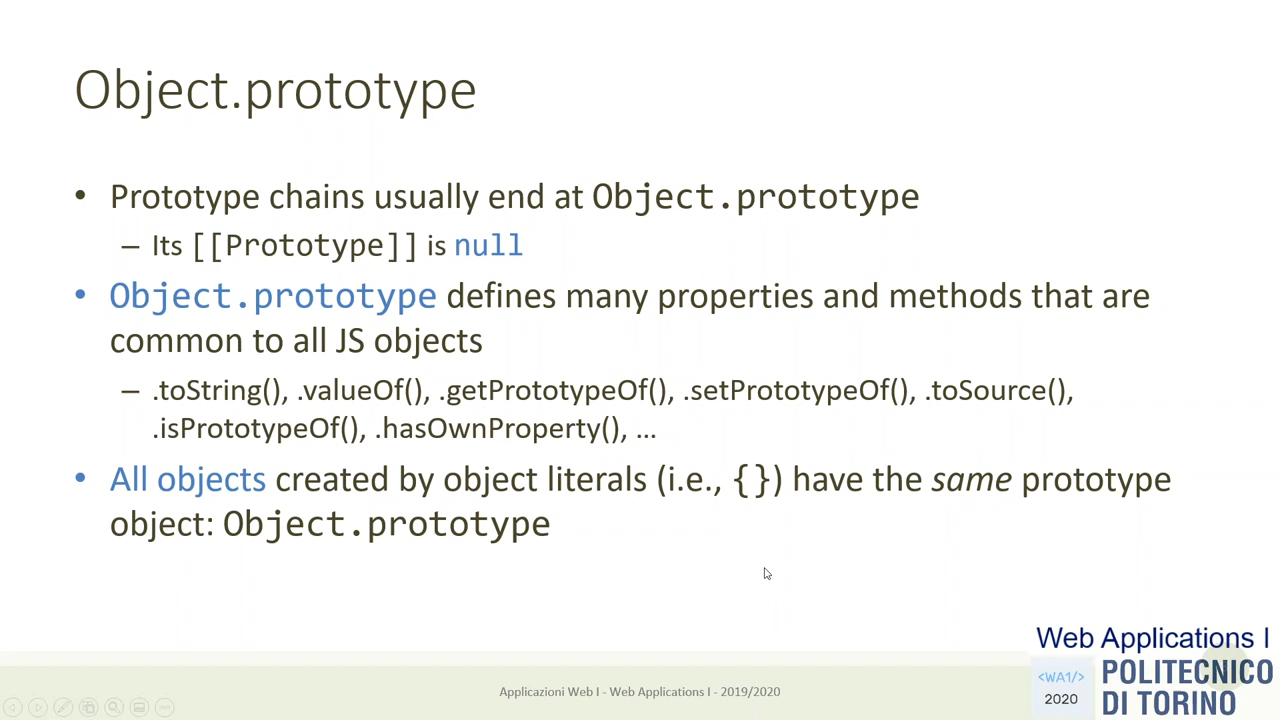 Object.prototype
• Prototype chains usually end at Object.prototype
– Its [[Prototype]] is null
• Object.prototype defines many properties and methods that are
common to all JS objects
– .toString(), .valueOf(), .getPrototypeOf(), .setPrototypeOf(), .toSource(),
.isPrototypeOf(), .hasOwnProperty(), …
• All objects created by object literals (i.e., {}) have the same prototype
object: Object.prototype
Applicazioni Web I - Web Applications I - 2019/2020
Web Applications I
<WA1/>
2020
POLITECNICO
DI TORINO